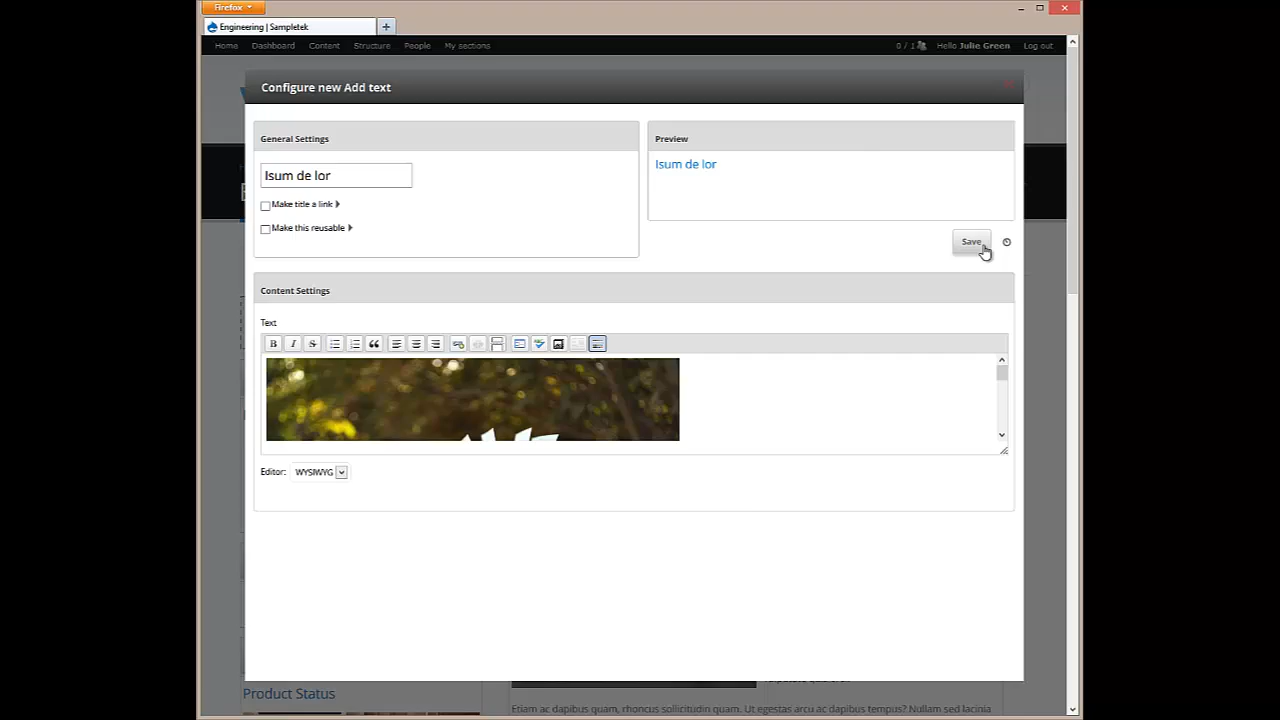 Firefox
Engineering | Sampletek
Home Dashboard Content Structure People My sections 0 / 1 Hello Julie Green Log out
Configure new Add text
General Settings
Preview
Isum de lor
Isum de lor
Make title a link
Make this reusable
Save
Content Settings
Text
B I S
Editor: WYSIWYG
Product Status
Etiam ac dapibus quam, rhoncus sollicitudin quam. Ut egestas arcu ac dapibus tempus? Nullam sed lacinia